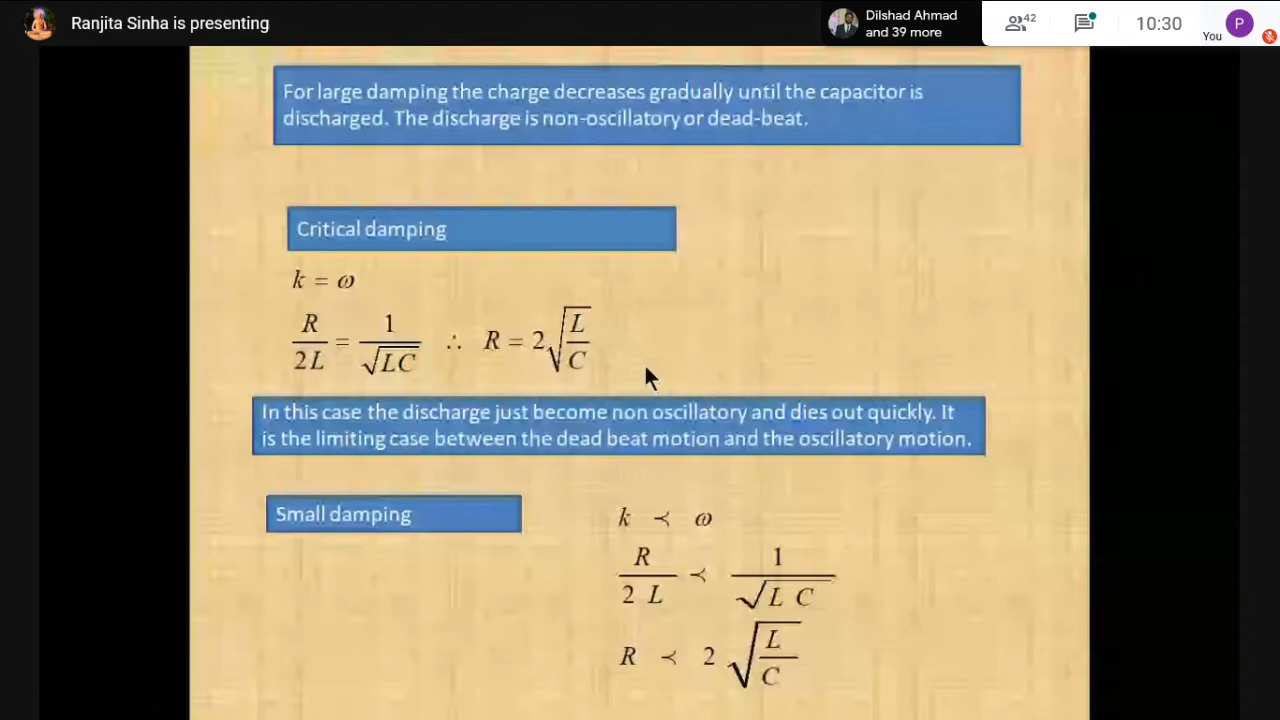 Ranjita Sinha is presenting
Dilshad Ahmad
and 39 more
42
10:30
You
P
For large damping the charge decreases gradually until the capacitor is
discharged. The discharge is non-oscillatory or dead-beat.
Critical damping
k = ω
R/2L = 1/√LC ∴ R = 2√L/C
In this case the discharge just become non oscillatory and dies out quickly. It
is the limiting case between the dead beat motion and the oscillatory motion.
Small damping
k ≺ ω
R/2 L ≺ 1/√L C
R ≺ 2 √L/C